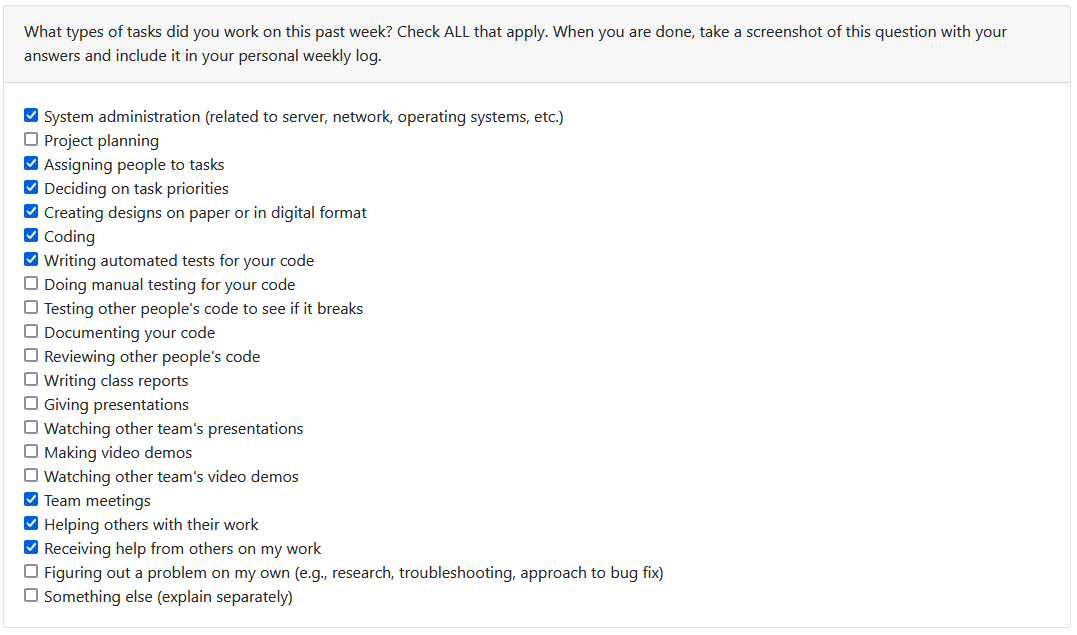 What types of tasks did you work on this past week? Check ALL that apply. When you are done, take a screenshot of this question with your
answers and include it in your personal weekly log.
System administration (related to server, network, operating systems, etc.)
Project planning
Assigning people to tasks
Deciding on task priorities
Creating designs on paper or in digital format
Coding
Writing automated tests for your code
Doing manual testing for your code
Testing other people's code to see if it breaks
Documenting your code
Reviewing other people's code
Writing class reports
Giving presentations
Watching other team's presentations
Making video demos
Watching other team's video demos
Team meetings
Helping others with their work
Receiving help from others on my work
Figuring out a problem on my own (e.g., research, troubleshooting, approach to bug fix)
Something else (explain separately)